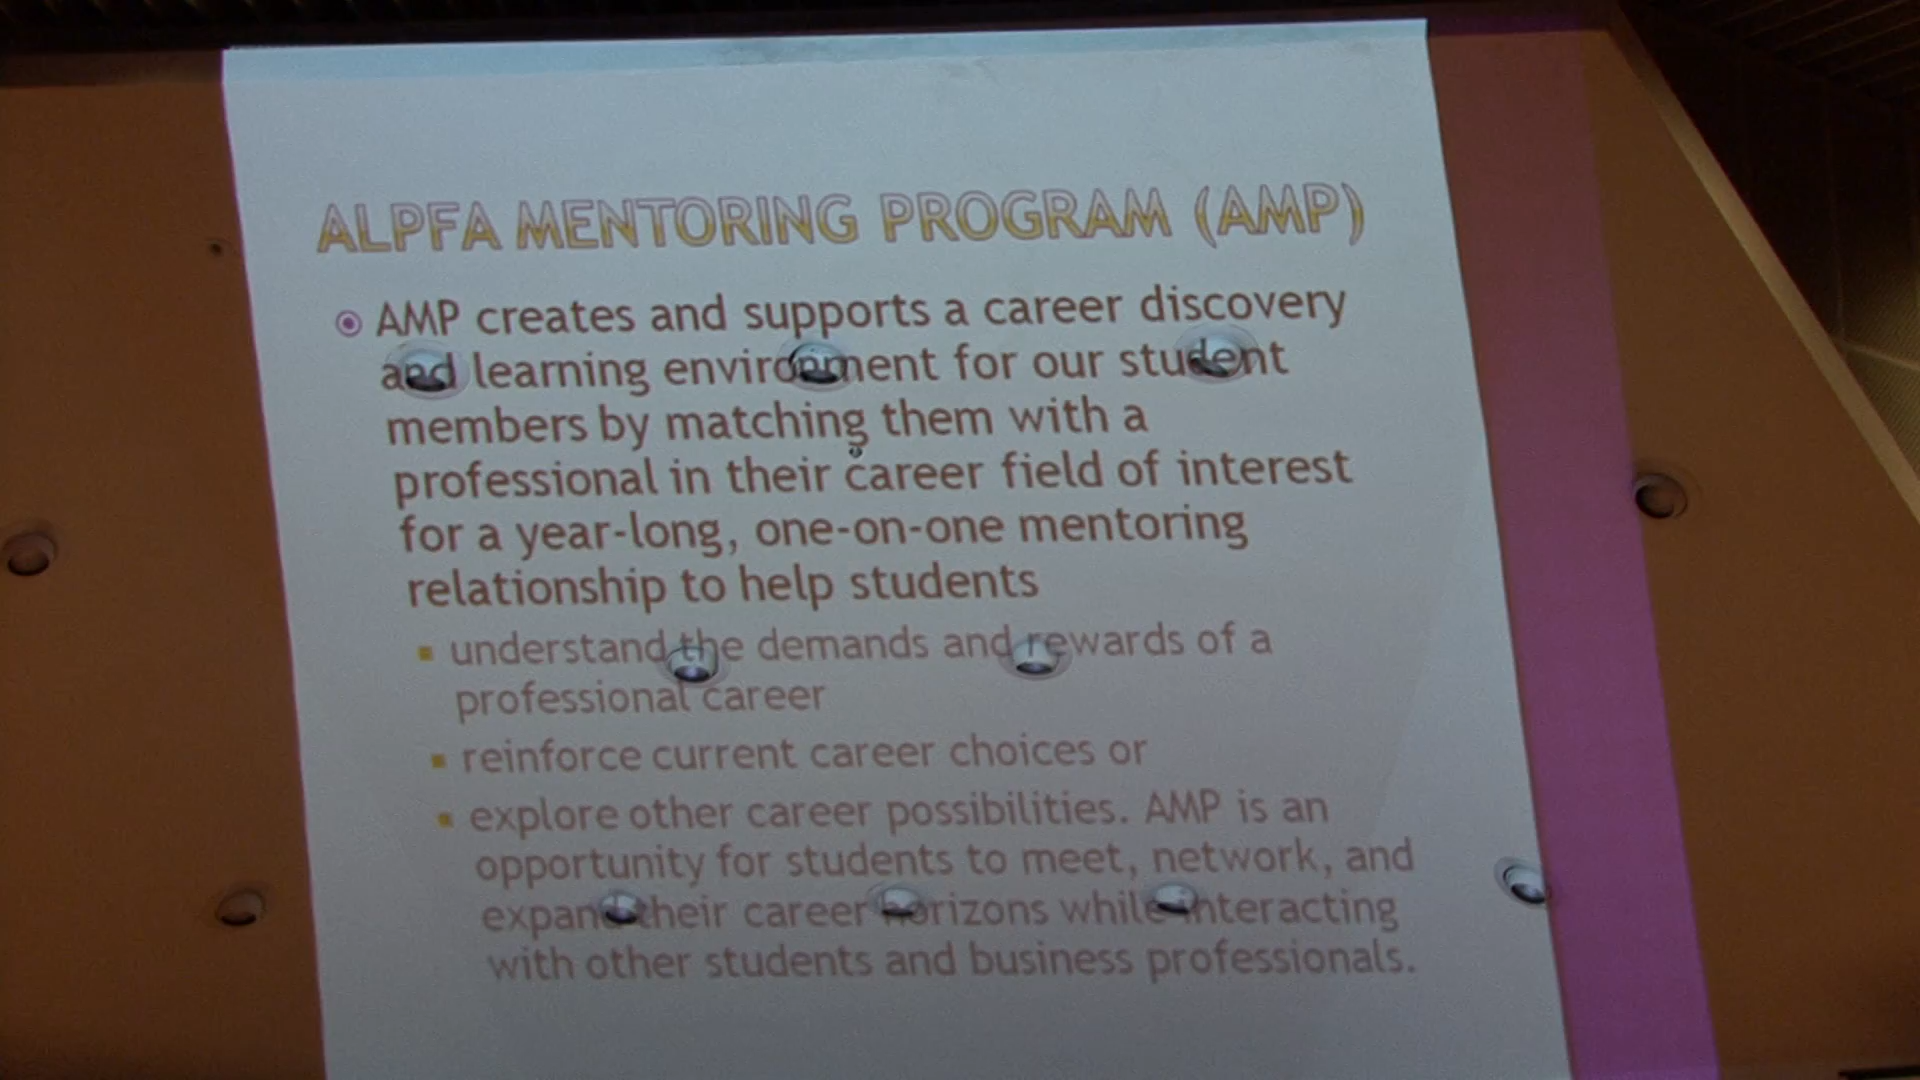 ALPFA MENTORING PROGRAM (AMP)
AMP creates and supports a career discovery
and learning environment for our student
members by matching them with a
professional in their career field of interest
for a year-long, one-on-one mentoring
relationship to help students
understand the demands and rewards of a
professional career
reinforce current career choices or
explore other career possibilities. AMP is an
opportunity for students to meet, network, and
expand their career horizons while interacting
with other students and business professionals.